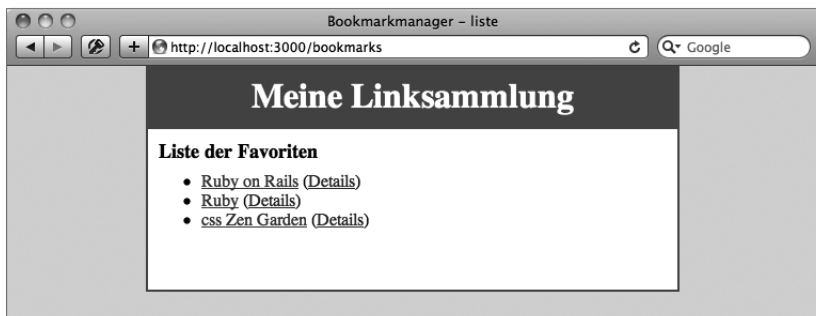 Bookmarkmanager – liste
http://localhost:3000/bookmarks
Google
Meine Linksammlung
Liste der Favoriten
Ruby on Rails (Details)
Ruby (Details)
css Zen Garden (Details)